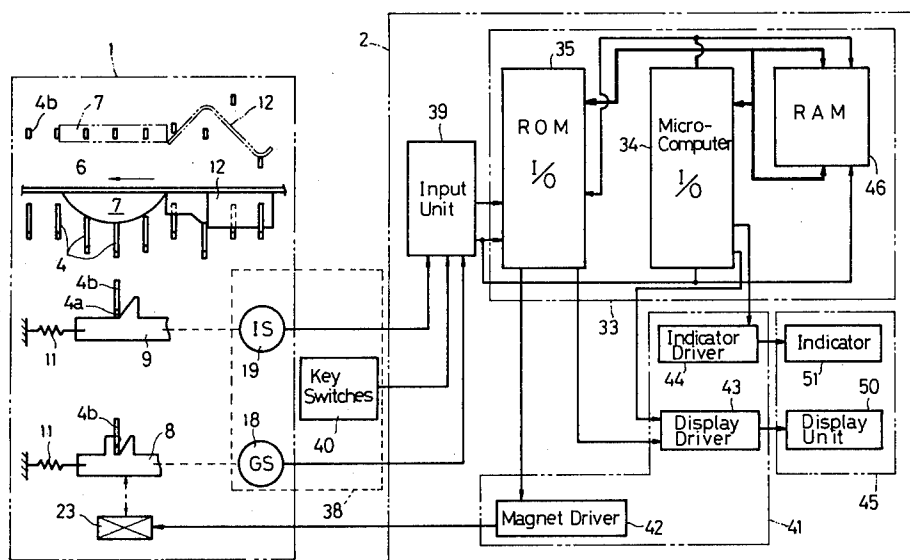 1
2
4b
7
12
6
12
7
4
4b
4a
11
9
IS
19
4b
8
11
18
GS
23
Key
Switches
40
38
39
Input
Unit
35
ROM
I/O
34
Micro-
Computer
I/O
RAM
46
33
Indicator
Driver
44
Indicator
51
43
50
Display
Driver
Display
Unit
45
Magnet Driver
42
41